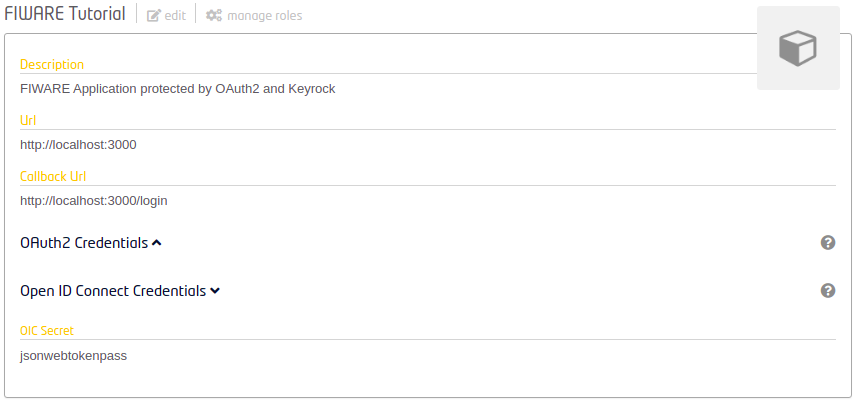 FIWARE Tutorial
edit
manage roles
Description
FIWARE Application protected by OAuth2 and Keyrock
Url
http://localhost:3000
Callback Url
http://localhost:3000/login
OAuth2 Credentials
Open ID Connect Credentials
OIC Secret
jsonwebtokenpass